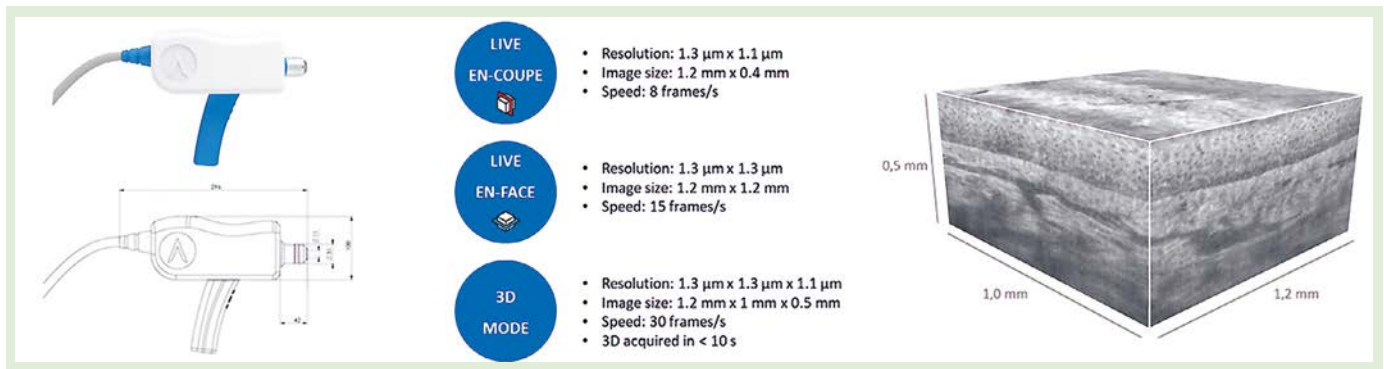 LIVE
EN-COUPE
• Resolution: 1.3 µm x 1.1 µm
• Image size: 1.2 mm x 0.4 mm
• Speed: 8 frames/s
LIVE
EN-FACE
• Resolution: 1.3 µm x 1.3 µm
• Image size: 1.2 mm x 1.2 mm
• Speed: 15 frames/s
3D
MODE
• Resolution: 1.3 µm x 1.3 µm x 1.1 µm
• Image size: 1.2 mm x 1 mm x 0.5 mm
• Speed: 30 frames/s
• 3D acquired in < 10 s
42
0,5 mm
1,0 mm
1,2 mm